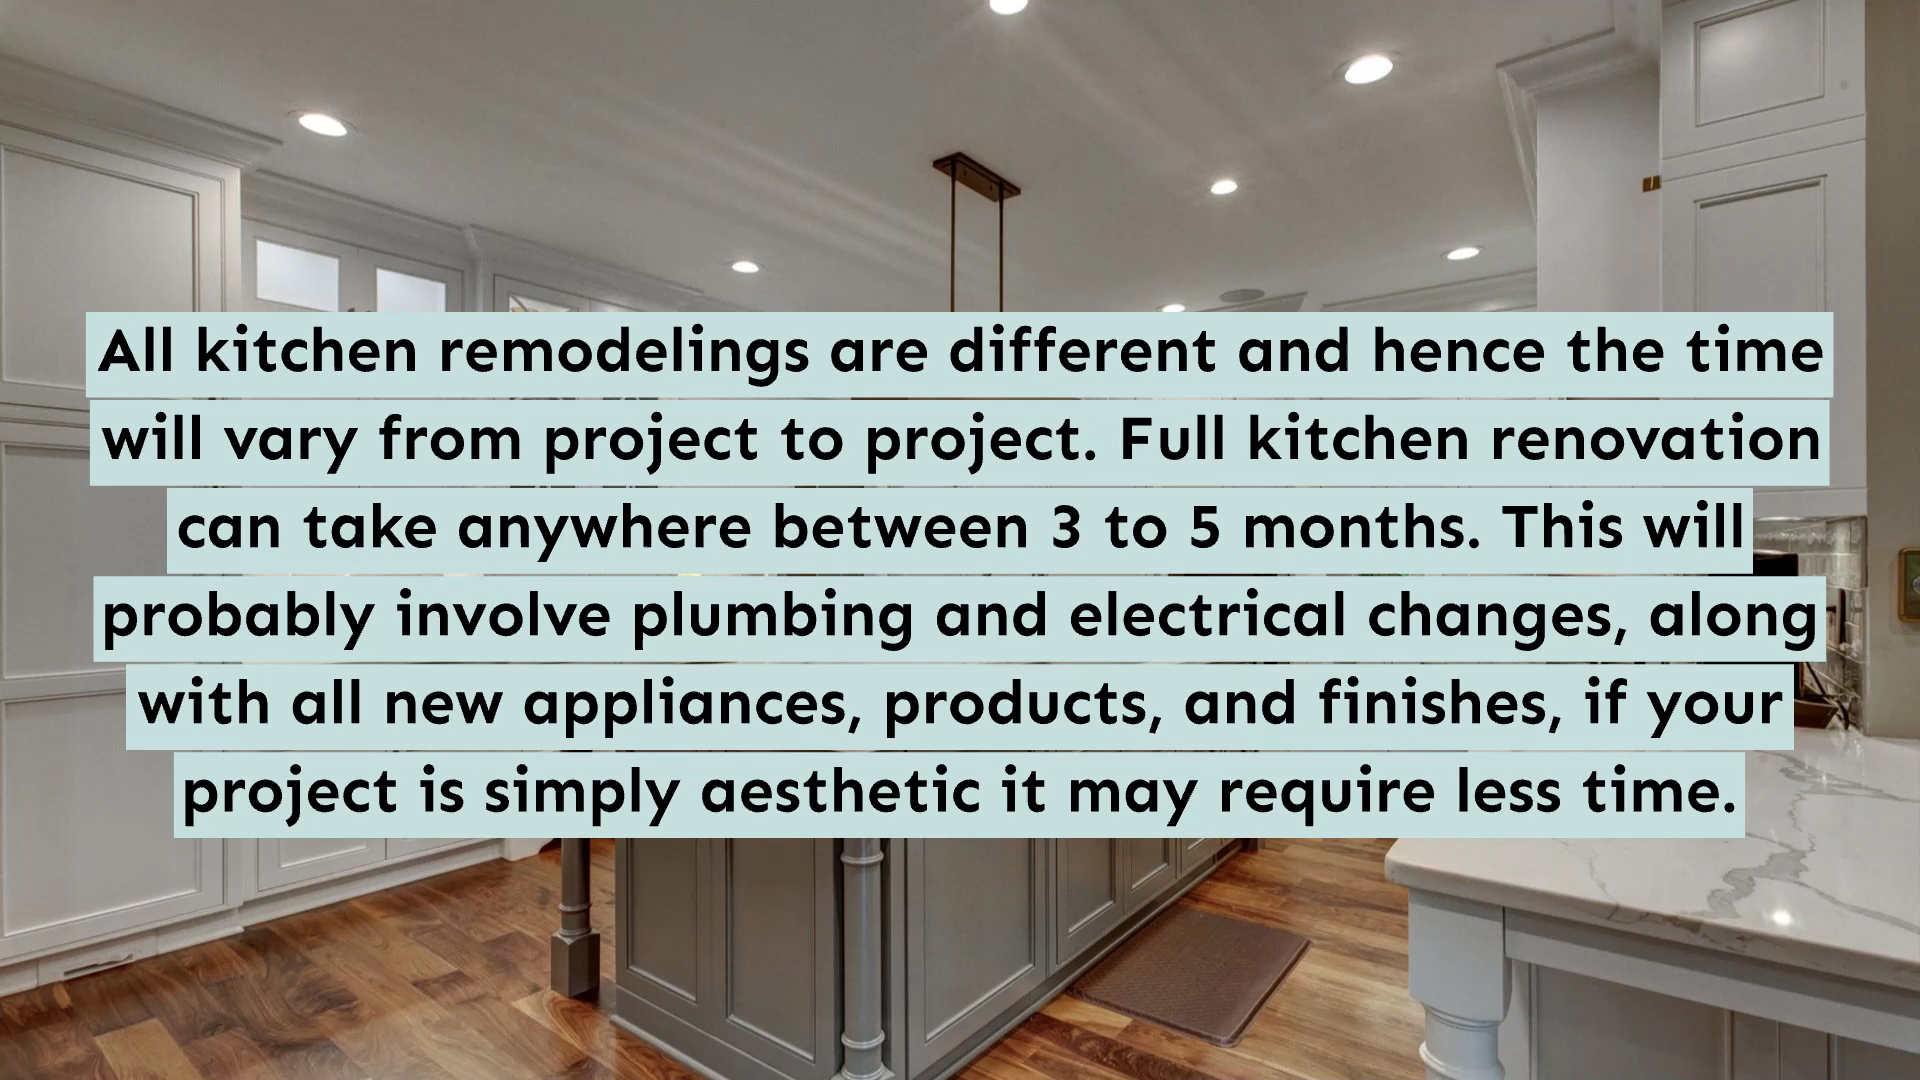 All kitchen remodelings are different and hence the time
will vary from project to project. Full kitchen renovation
can take anywhere between 3 to 5 months. This will
probably involve plumbing and electrical changes, along
with all new appliances, products, and finishes, if your
project is simply aesthetic it may require less time.